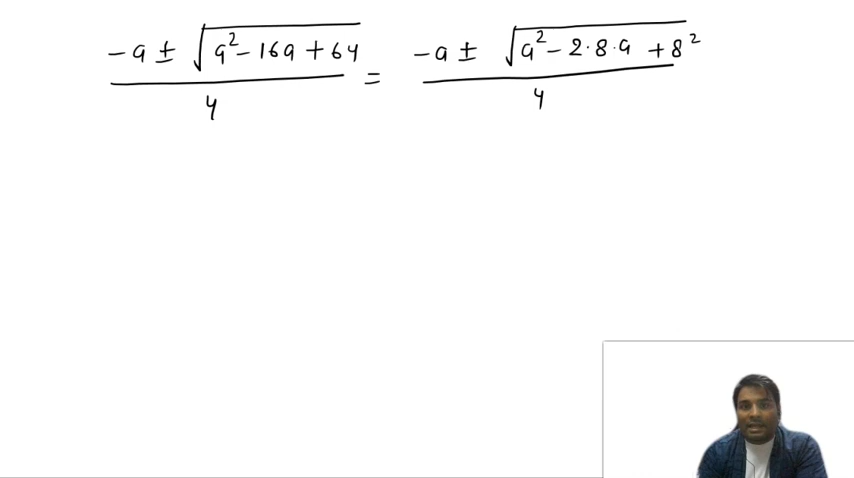 (-a ± √(a² - 16a + 64)) / 4 = (-a ± √(a² - 2·8·a + 8²)) / 4